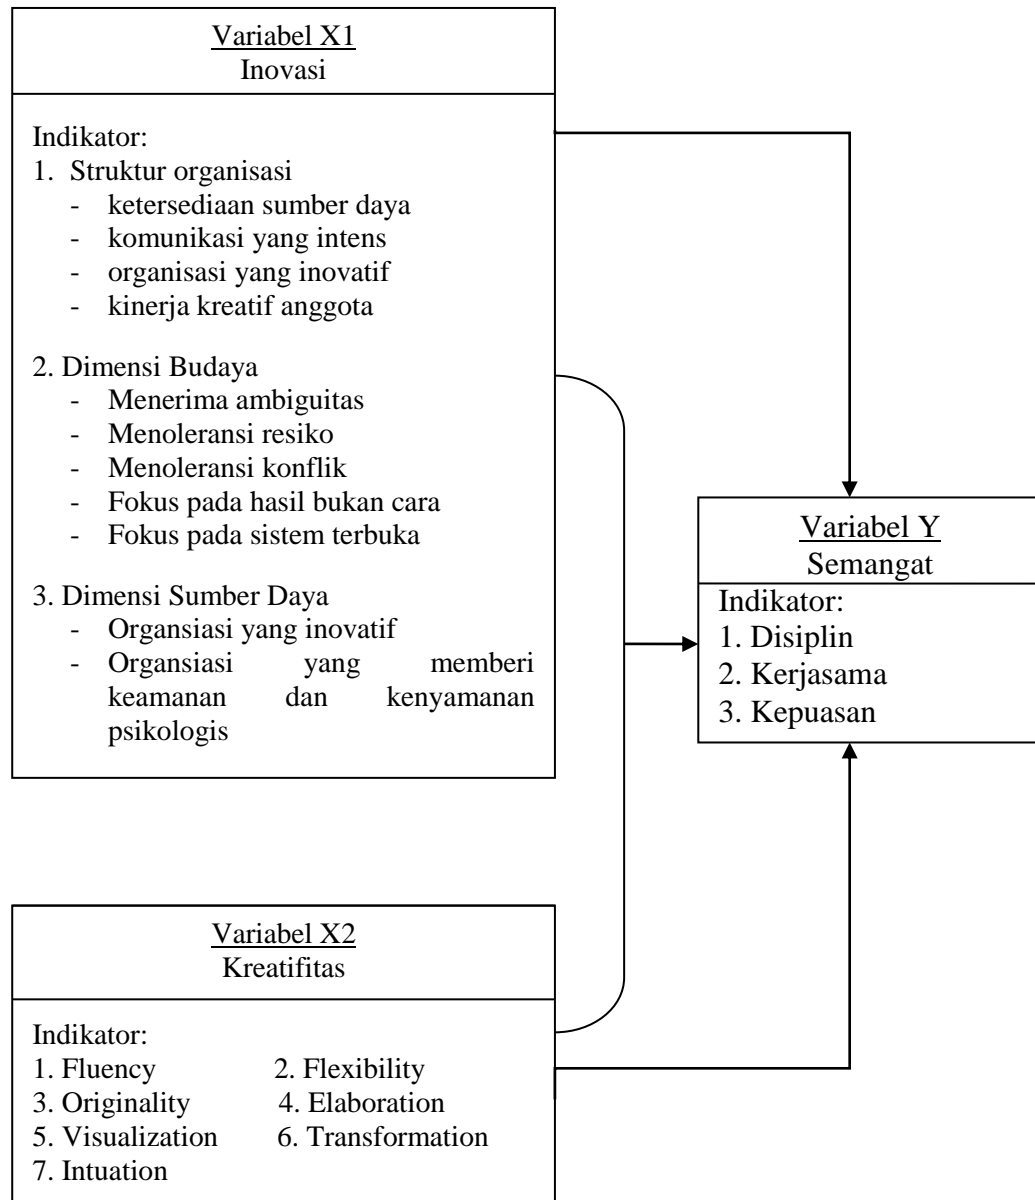 Variabel X1
Inovasi
Indikator:
1. Struktur organisasi
- ketersediaan sumber daya
- komunikasi yang intens
- organisasi yang inovatif
- kinerja kreatif anggota
2. Dimensi Budaya
- Menerima ambiguitas
- Menoleransi resiko
- Menoleransi konflik
- Fokus pada hasil bukan cara
- Fokus pada sistem terbuka
3. Dimensi Sumber Daya
- Organsiasi yang inovatif
- Organsiasi yang memberi
keamanan dan kenyamanan
psikologis
Variabel Y
Semangat
Indikator:
1. Disiplin
2. Kerjasama
3. Kepuasan
Variabel X2
Kreatifitas
Indikator:
1. Fluency 2. Flexibility
3. Originality 4. Elaboration
5. Visualization 6. Transformation
7. Intuation